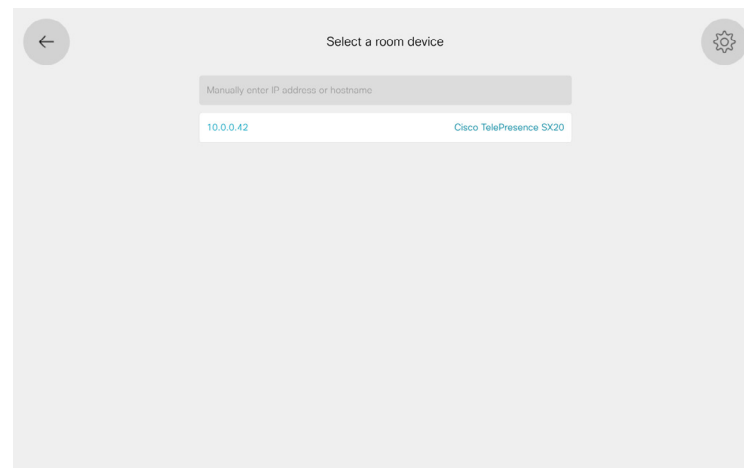 Select a room device
Manually enter IP address or hostname
10.0.0.42 Cisco TelePresence SX20